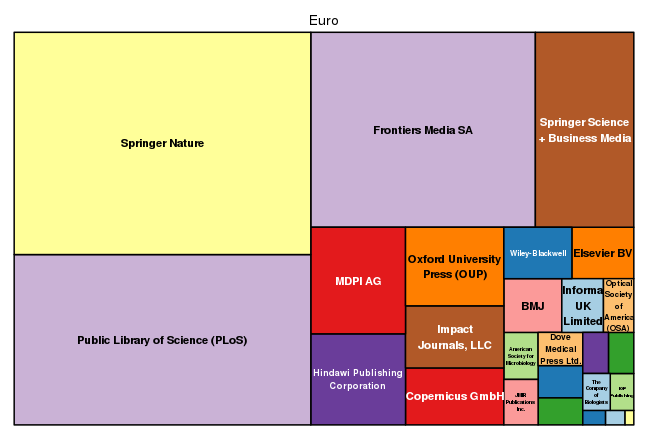 Euro
Springer Nature
Frontiers Media SA
Springer Science
+ Business Media
Public Library of Science (PLoS)
MDPI AG
Oxford University
Press (OUP)
Wiley-Blackwell
Elsevier BV
BMJ
Informa
UK
Limited
Optical
Society
of
America
(OSA)
Impact
Journals, LLC
Hindawi Publishing
Corporation
Copernicus GmbH
American
Society for
Microbiology
Dove
Medical
Press Ltd.
JMIR
Publications
Inc.
The
Company
of
Biologists
IOP
Publishing